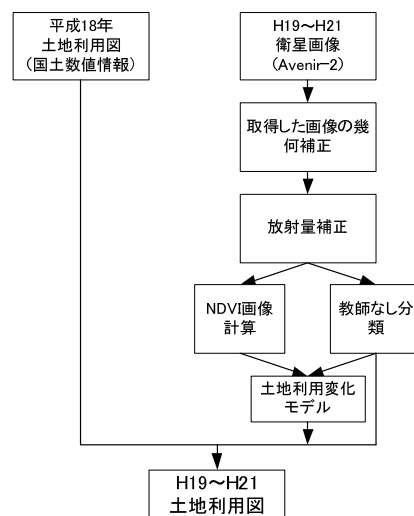 平成18年
土地利用図
(国土数値情報)
H19～H21
衛星画像
(Avenir-2)
取得した画像の幾
何補正
放射量補正
NDVI画像
計算
教師なし分
類
土地利用変化
モデル
H19～H21
土地利用図